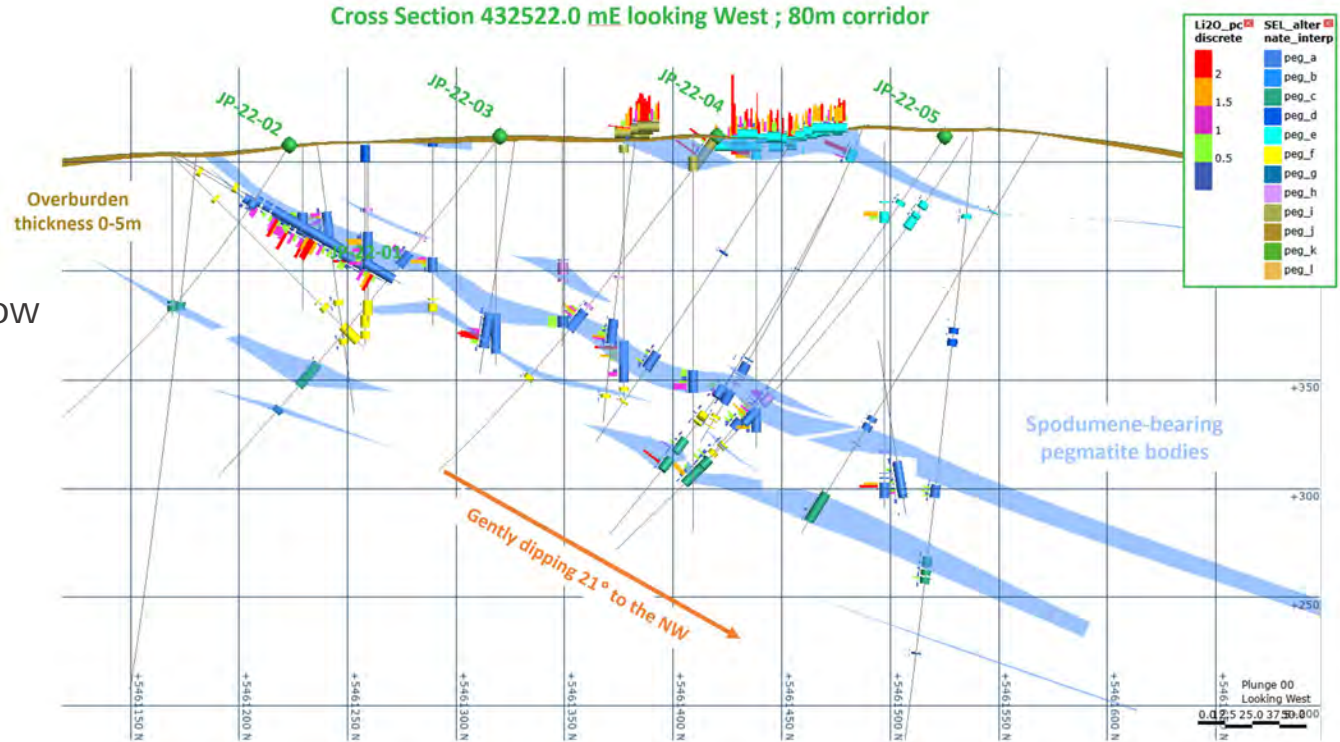 Cross Section 432522.0 mE looking West ; 80m corridor
Li2O_pc
discrete
2
1.5
1
0.5
SEL_alter
nate_interp
peg_a
peg_b
peg_c
peg_d
peg_e
peg_f
peg_g
peg_h
peg_i
peg_j
peg_k
peg_l
JP-22-02
JP-22-03
JP-22-04
JP-22-05
Overburden
thickness 0-5m
ow
+350
Spodumene-bearing
pegmatite bodies
+300
Gently dipping 21° to the NW
+250
+5461150 N
+5461200 N
+5461250 N
+5461300 N
+5461350 N
+5461400 N
+5461450 N
+5461500 N
+5461550 N
+5461600 N
Plunge 00
Looking West